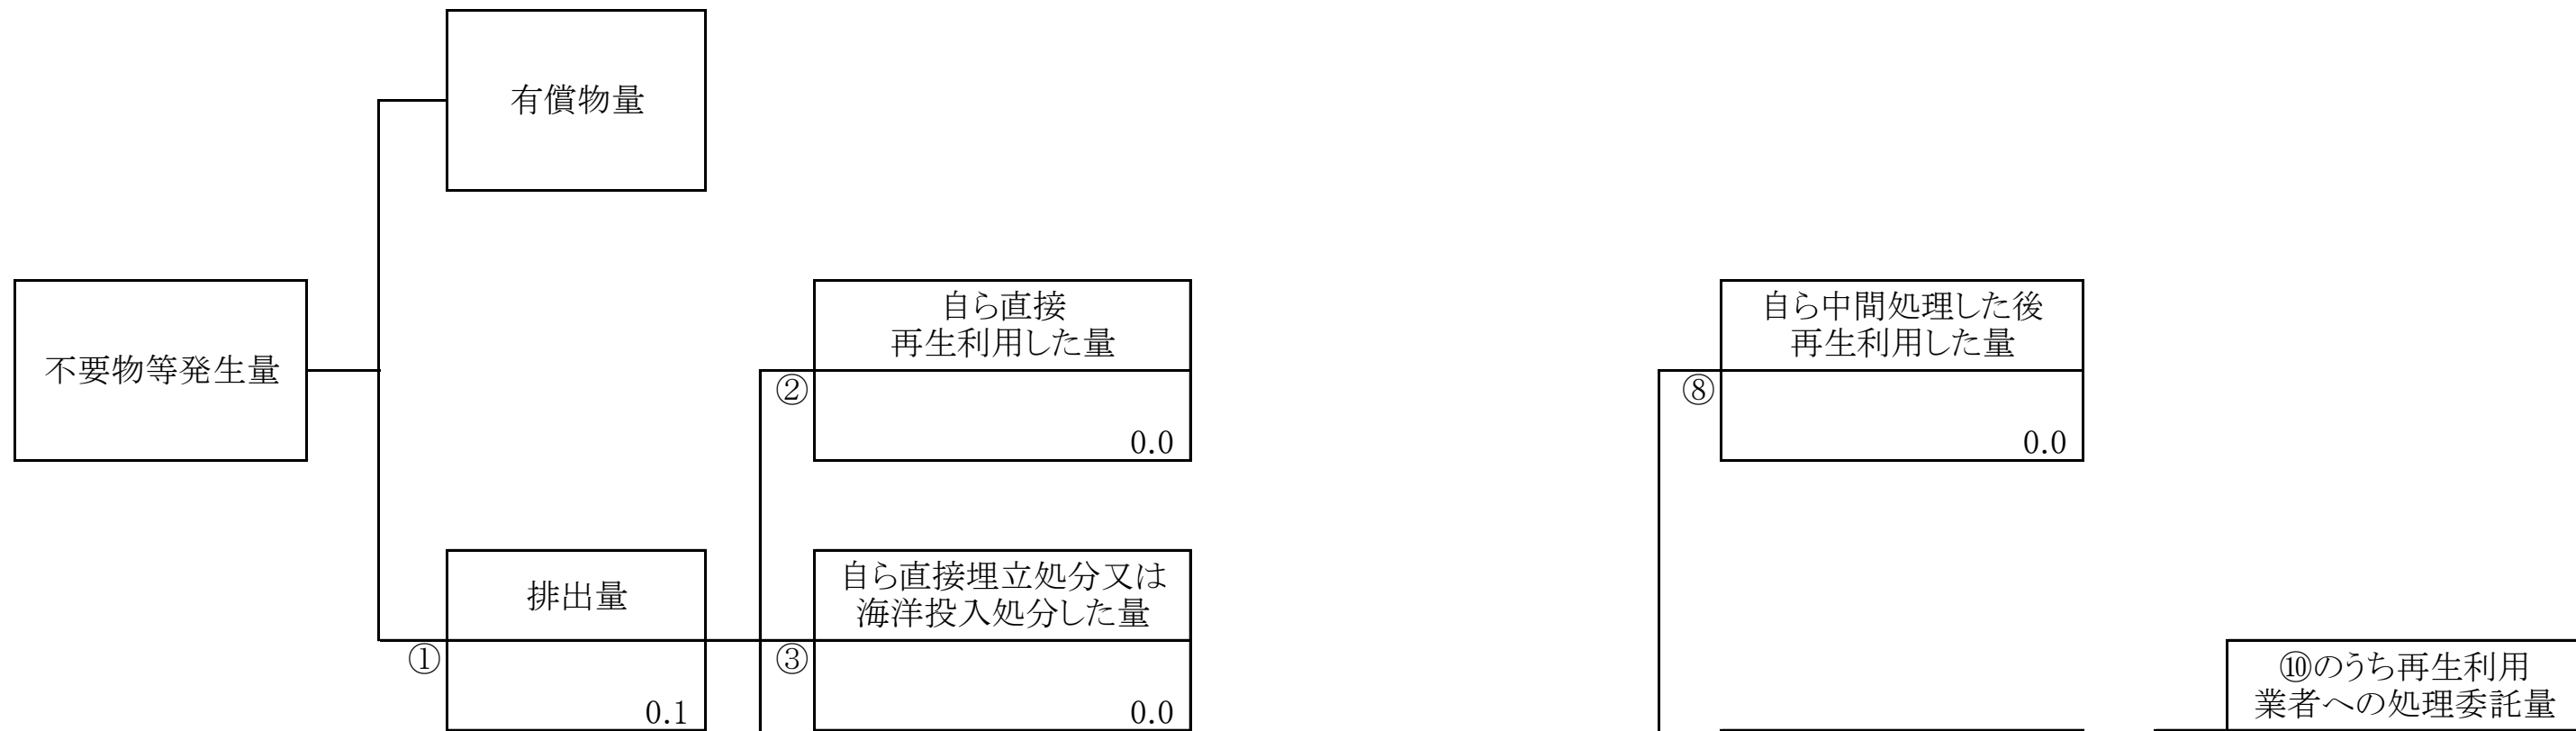 有償物量
不要物等発生量
自ら直接
再生利用した量
②
0.0
自ら中間処理した後
再生利用した量
⑧
0.0
排出量
①
0.1
自ら直接埋立処分又は
海洋投入処分した量
③
0.0
⑩のうち再生利用
業者への処理委託量